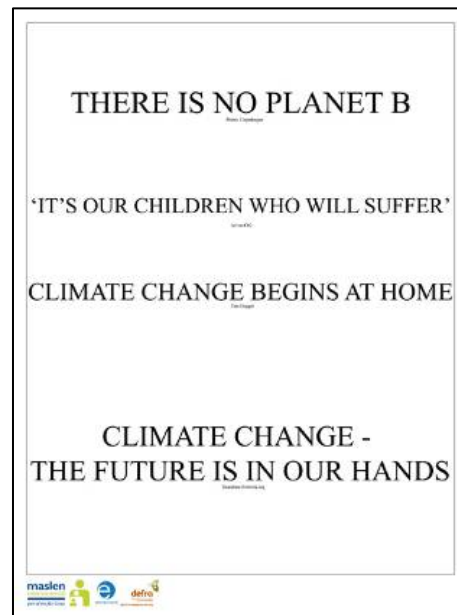 THERE IS NO PLANET B
'IT'S OUR CHILDREN WHO WILL SUFFER'
CLIMATE CHANGE BEGINS AT HOME
CLIMATE CHANGE -
THE FUTURE IS IN OUR HANDS
maslen
defro